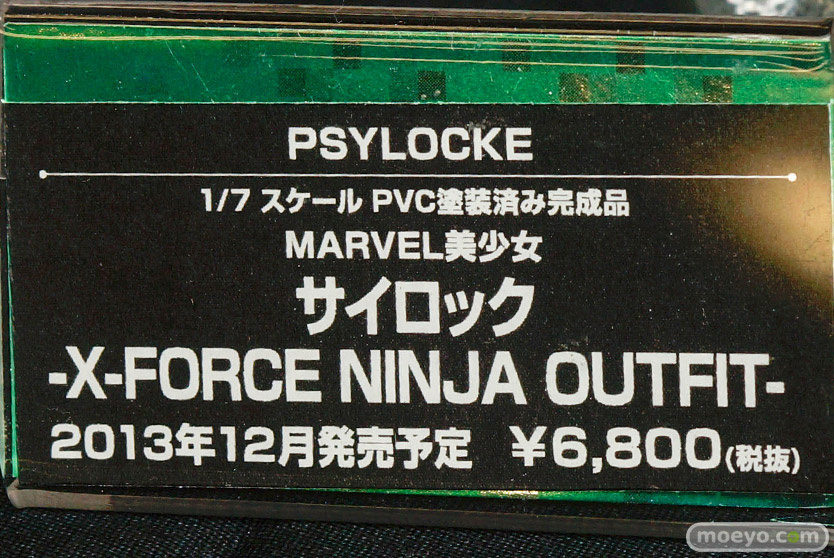 PSYLOCKE
1/7 スケール PVC塗装済み完成品
MARVEL美少女
サイロック
-X-FORCE NINJA OUTFIT-
2013年12月発売予定 ¥6,800(税抜)
moeyo.com